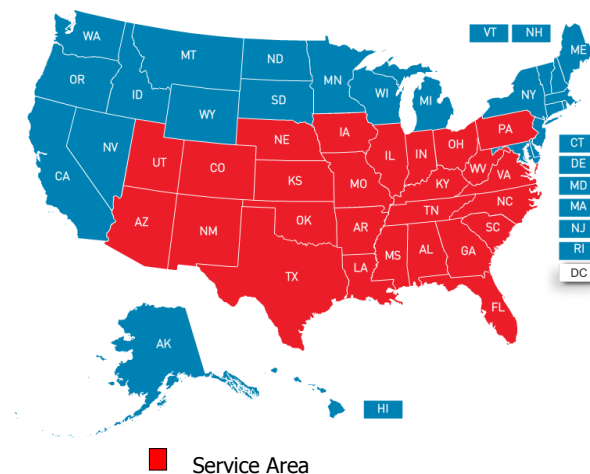 WA
VT
NH
ME
MT
ND
MN
OR
ID
WI
NY
SD
MI
WY
PA
IA
NE
OH
CT
NV
IL
IN
UT
DE
WV
CO
VA
CA
KS
MO
KY
MD
NC
MA
TN
OK
NJ
AZ
AR
SC
NM
RI
MS
AL
GA
LA
DC
TX
FL
AK
HI
Service Area